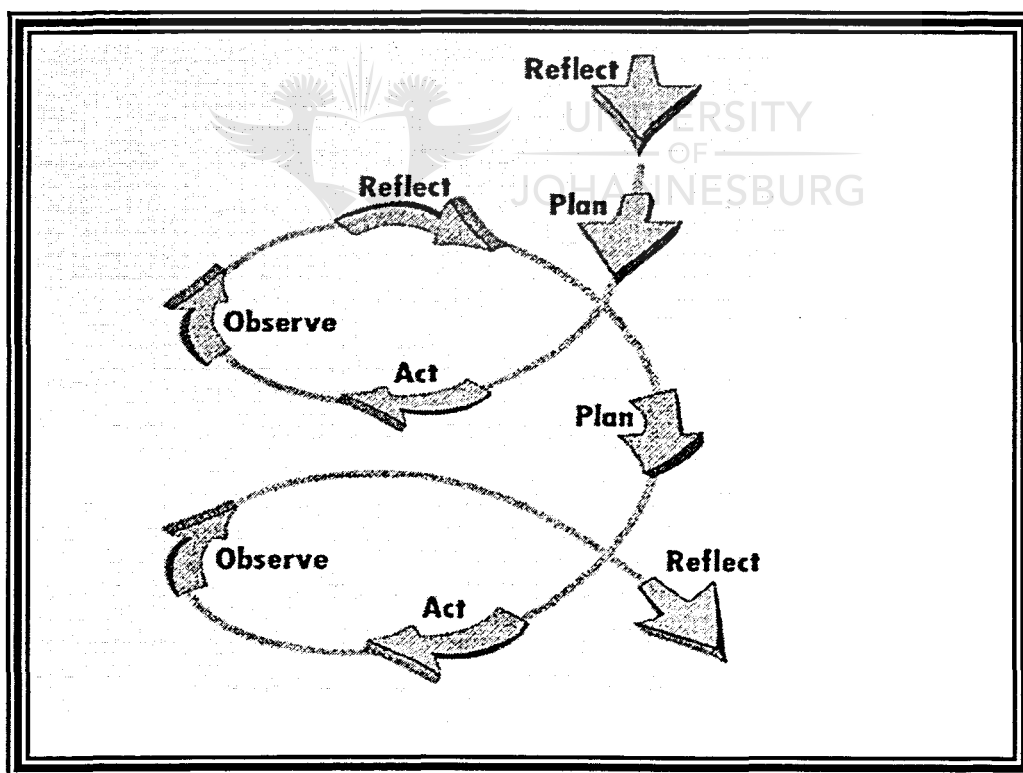 Reflect
UNIVERSITY
OF
JOHANNESBURG
Plan
Reflect
Observe
Act
Plan
Observe
Act
Reflect